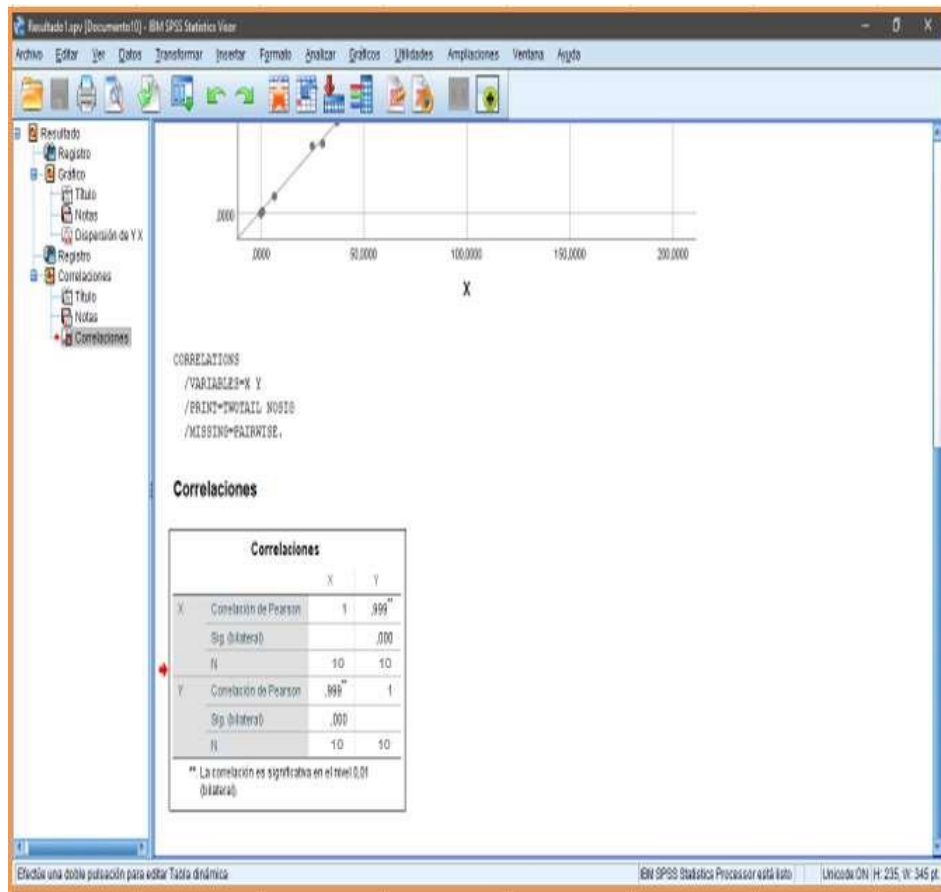 Resultado1.spv [Documento10] - IBM SPSS Statistics Visor
Archivo Editar Ver Datos Transformar Insertar Formato Analizar Gráficos Utilidades Ampliaciones Ventana Ayuda
Resultado
Registro
Gráfico
Título
Notas
Dispersión de Y X
Registro
Correlaciones
Título
Notas
Correlaciones
,0000
,0000 50,0000 100,0000 150,0000 200,0000
X
CORRELATIONS
/VARIABLES=X Y
/PRINT=TWOTAIL NOSIG
/MISSING=PAIRWISE.
Correlaciones
Correlaciones
X Y
X Correlación de Pearson 1 ,999**
Sig. (bilateral) ,000
N 10 10
Y Correlación de Pearson ,999** 1
Sig. (bilateral) ,000
N 10 10
**. La correlación es significativa en el nivel 0,01
(bilateral).
Efectúe una doble pulsación para editar Tabla dinámica IBM SPSS Statistics Processor está listo Unicode:ON H: 235, W: 345 pt.